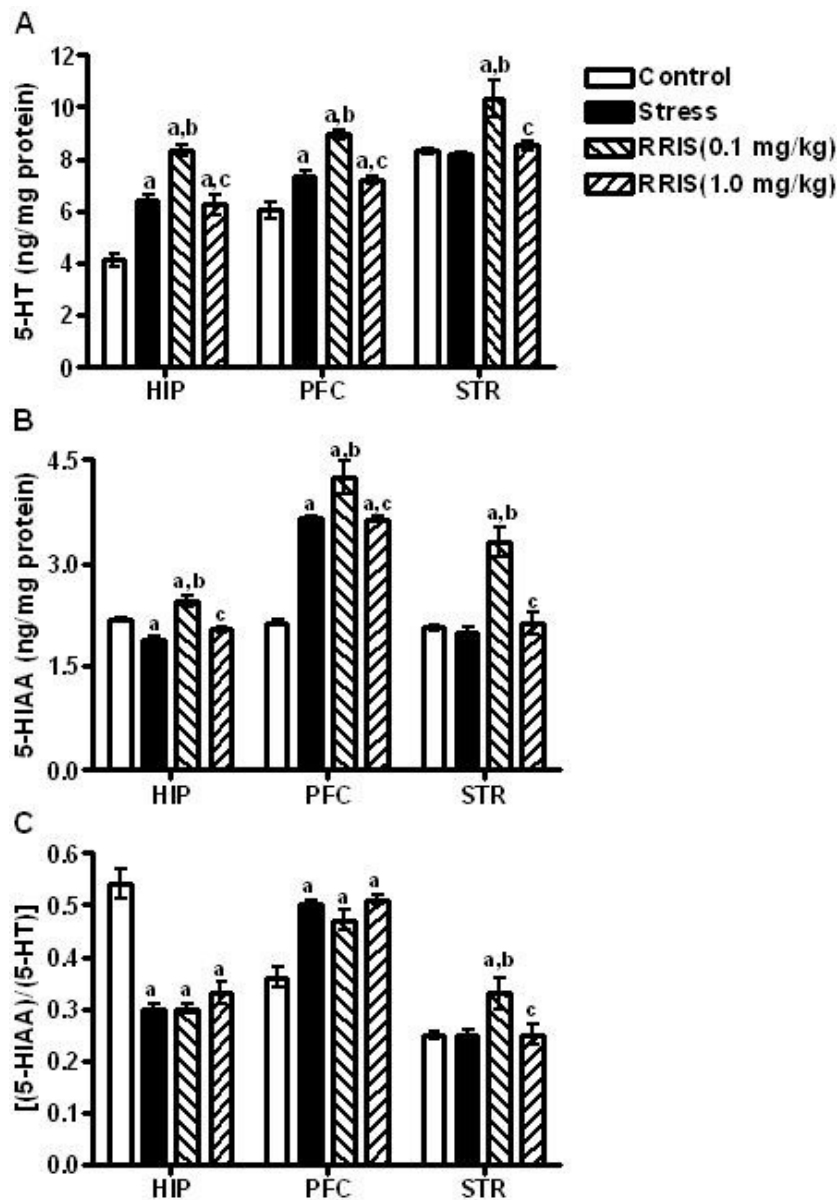 A
5-HT (ng/mg protein)
12
10
8
6
4
2
0
a
a,b
a,c
a
a,b
a,c
a,b
c
HIP PFC STR
Control
Stress
RRIS(0.1 mg/kg)
RRIS(1.0 mg/kg)
B
5-HIAA (ng/mg protein)
4.5
3.0
1.5
0.0
a
a,b
c
a
a,b
a,c
a,b
c
HIP PFC STR
C
[(5-HIAA)/(5-HT)]
0.6
0.5
0.4
0.3
0.2
0.1
0.0
a
a
a
a
a
a
a,b
c
HIP PFC STR